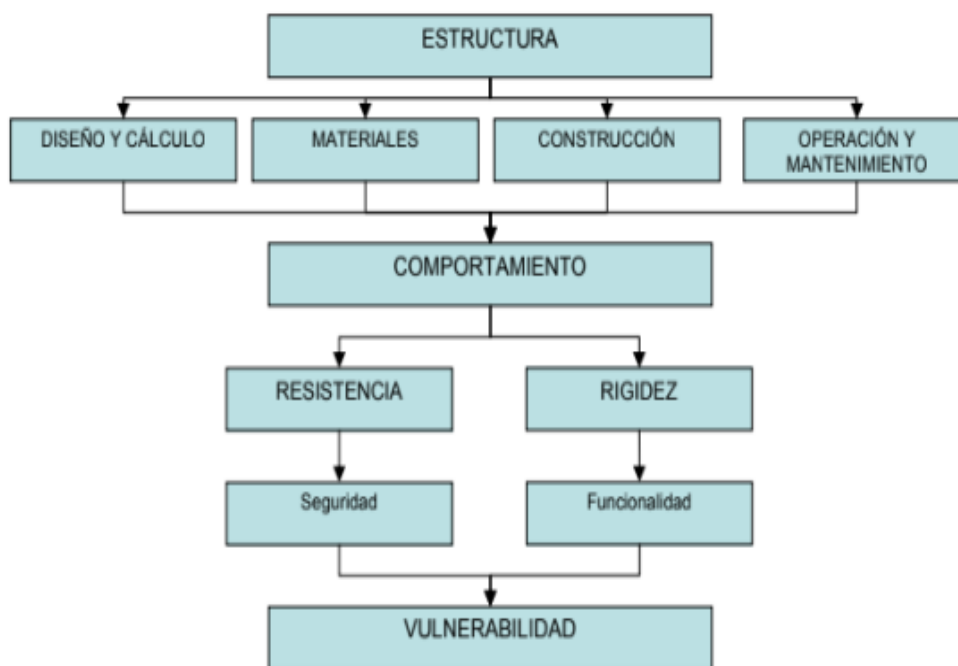 ESTRUCTURA
DISEÑO Y CÁLCULO
MATERIALES
CONSTRUCCIÓN
OPERACIÓN Y
MANTENIMIENTO
COMPORTAMIENTO
RESISTENCIA
RIGIDEZ
Seguridad
Funcionalidad
VULNERABILIDAD